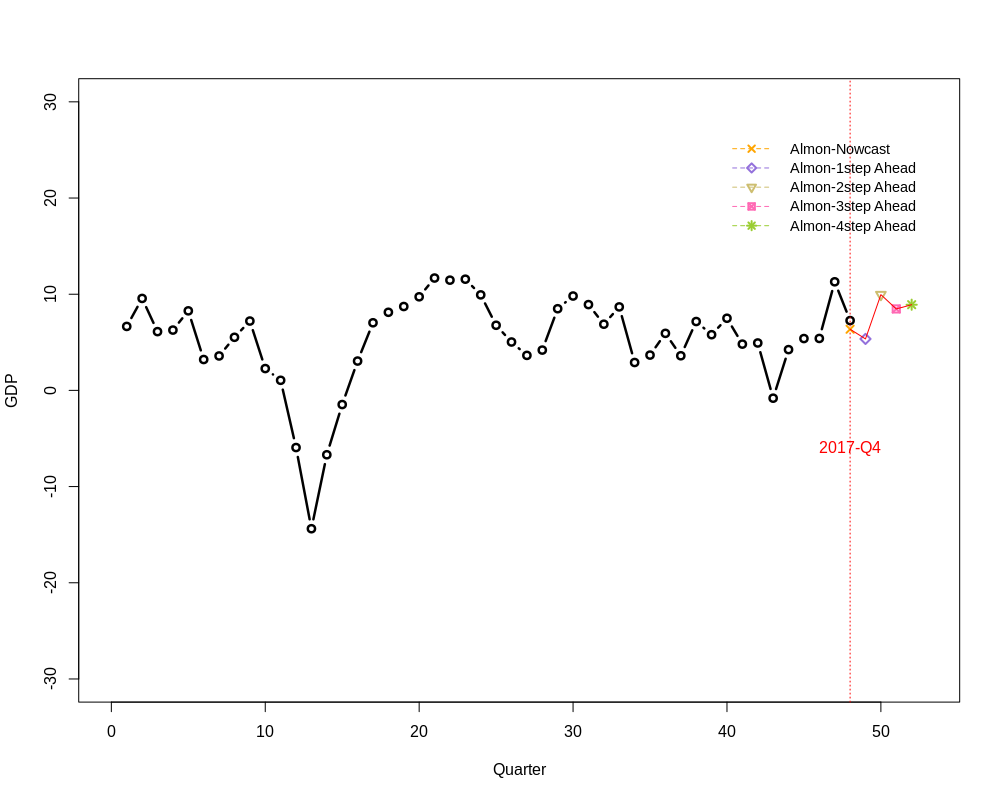 30
20
10
0
-10
-20
-30
GDP
Almon-Nowcast
Almon-1step Ahead
Almon-2step Ahead
Almon-3step Ahead
Almon-4step Ahead
2017-Q4
0 10 20 30 40 50
Quarter